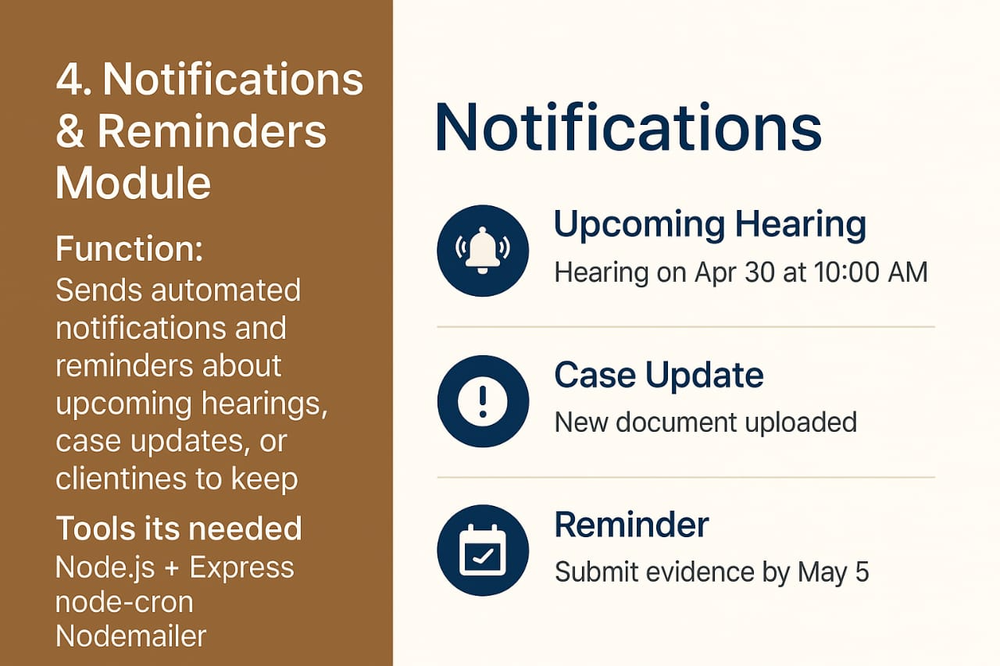 4. Notifications
& Reminders
Module
Function:
Sends automated
notifications and
reminders about
upcoming hearings,
case updates, or
clientines to keep
Tools its needed
Node.js + Express
node-cron
Nodemailer
Notifications
Upcoming Hearing
Hearing on Apr 30 at 10:00 AM
Case Update
New document uploaded
Reminder
Submit evidence by May 5